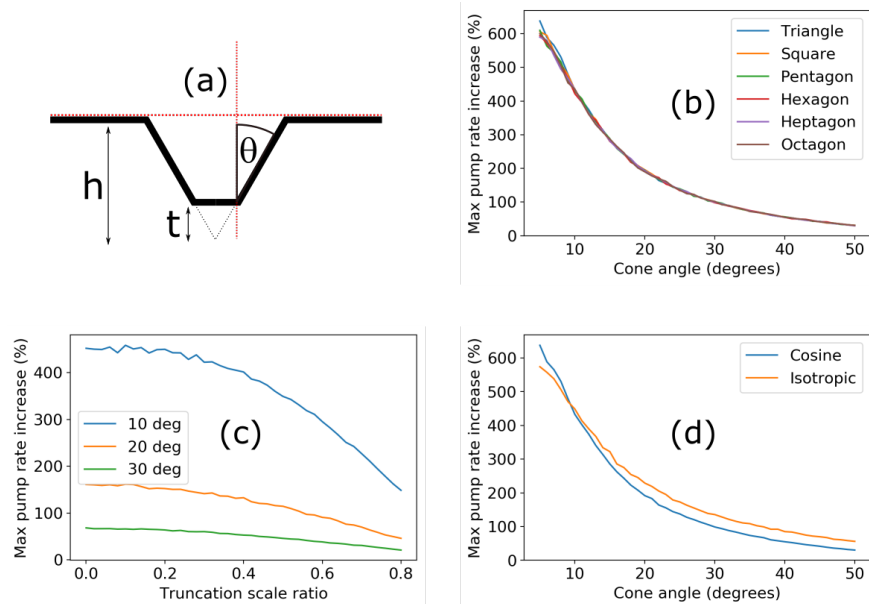 (a)
θ
h
t
Max pump rate increase (%)
600
500
400
300
200
100
0
10
20
30
40
50
Cone angle (degrees)
(b)
Triangle
Square
Pentagon
Hexagon
Heptagon
Octagon
Max pump rate increase (%)
400
300
200
100
0
0.0
0.2
0.4
0.6
0.8
Truncation scale ratio
(c)
10 deg
20 deg
30 deg
Max pump rate increase (%)
600
500
400
300
200
100
0
10
20
30
40
50
Cone angle (degrees)
(d)
Cosine
Isotropic